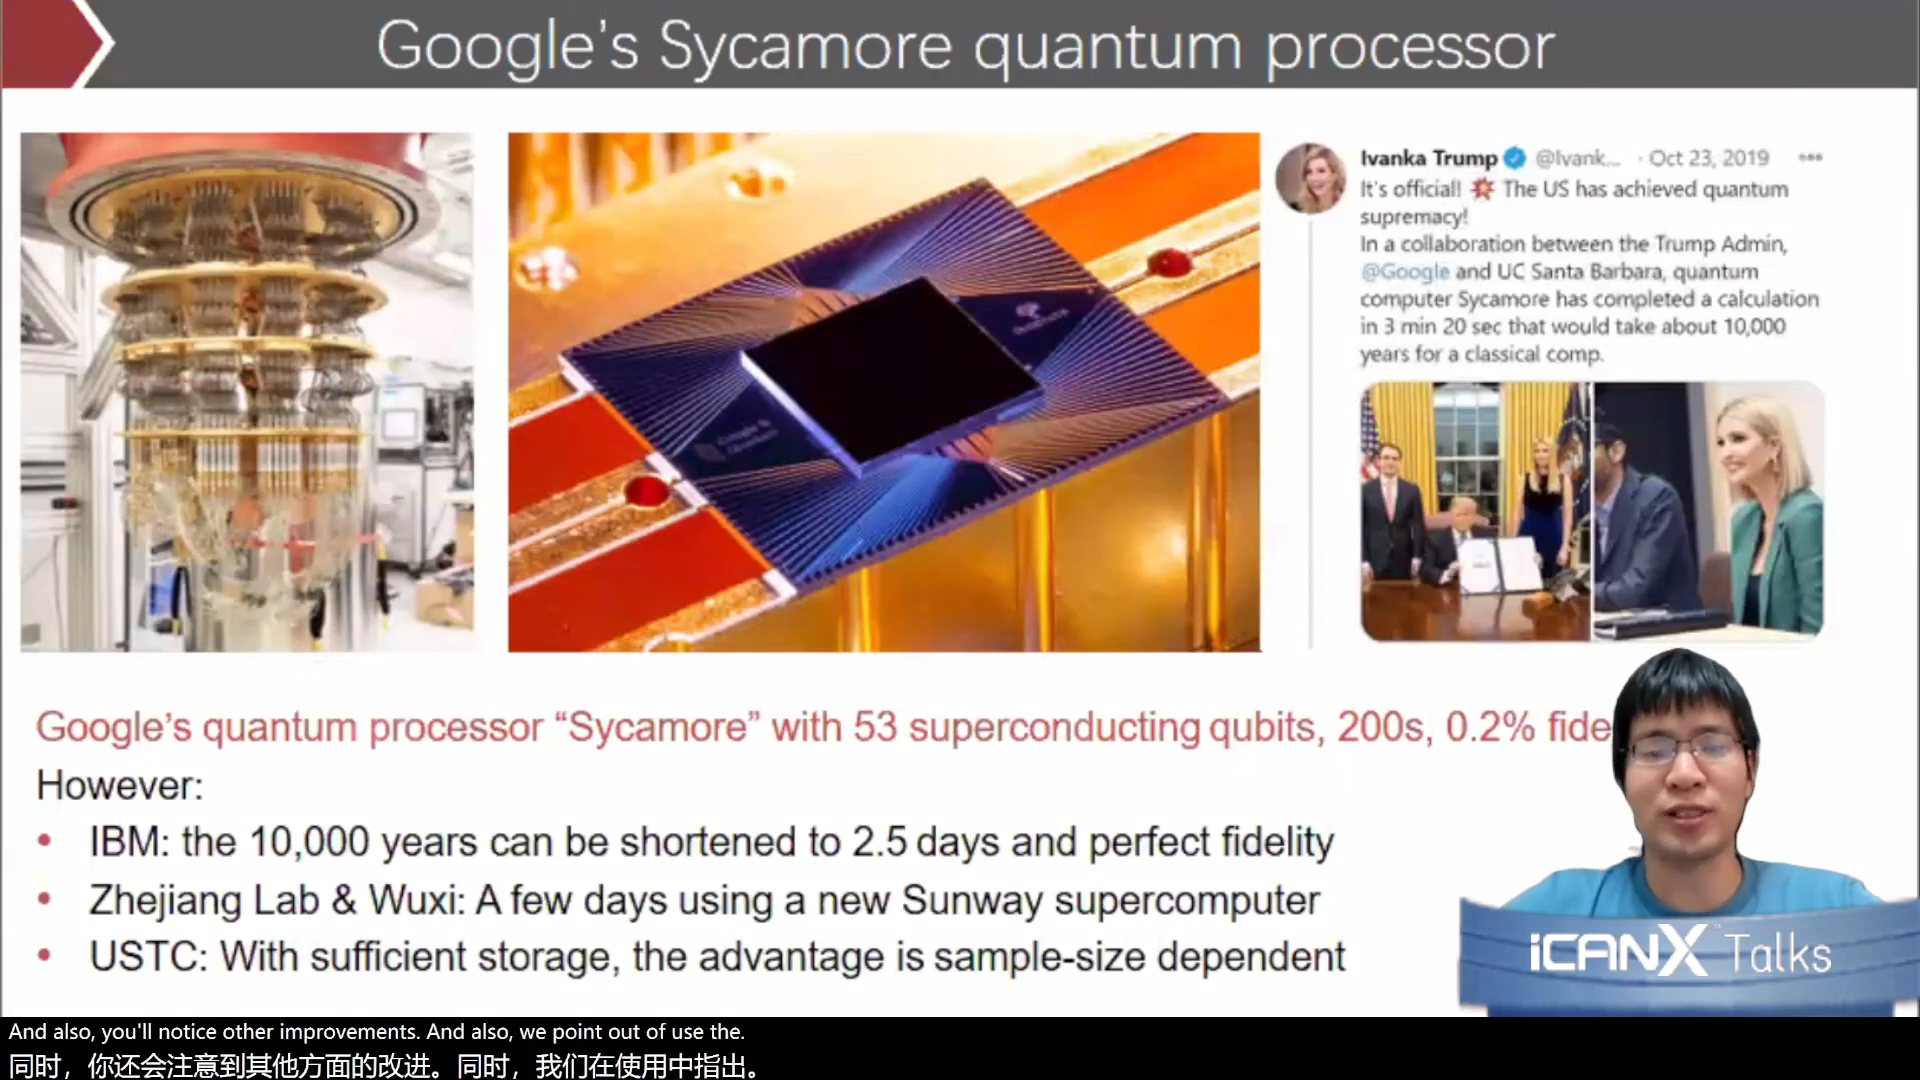 Google's Sycamore quantum processor
Ivanka Trump @Ivank... · Oct 23, 2019
It's official! 💥 The US has achieved quantum
supremacy!
In a collaboration between the Trump Admin,
@Google and UC Santa Barbara, quantum
computer Sycamore has completed a calculation
in 3 min 20 sec that would take about 10,000
years for a classical comp.
Google's quantum processor “Sycamore” with 53 superconducting qubits, 200s, 0.2% fide
However:
• IBM: the 10,000 years can be shortened to 2.5 days and perfect fidelity
• Zhejiang Lab & Wuxi: A few days using a new Sunway supercomputer
• USTC: With sufficient storage, the advantage is sample-size dependent
iCANX Talks
And also, you'll notice other improvements. And also, we point out of use the.
同时，你还会注意到其他方面的改进。同时，我们在使用中指出。